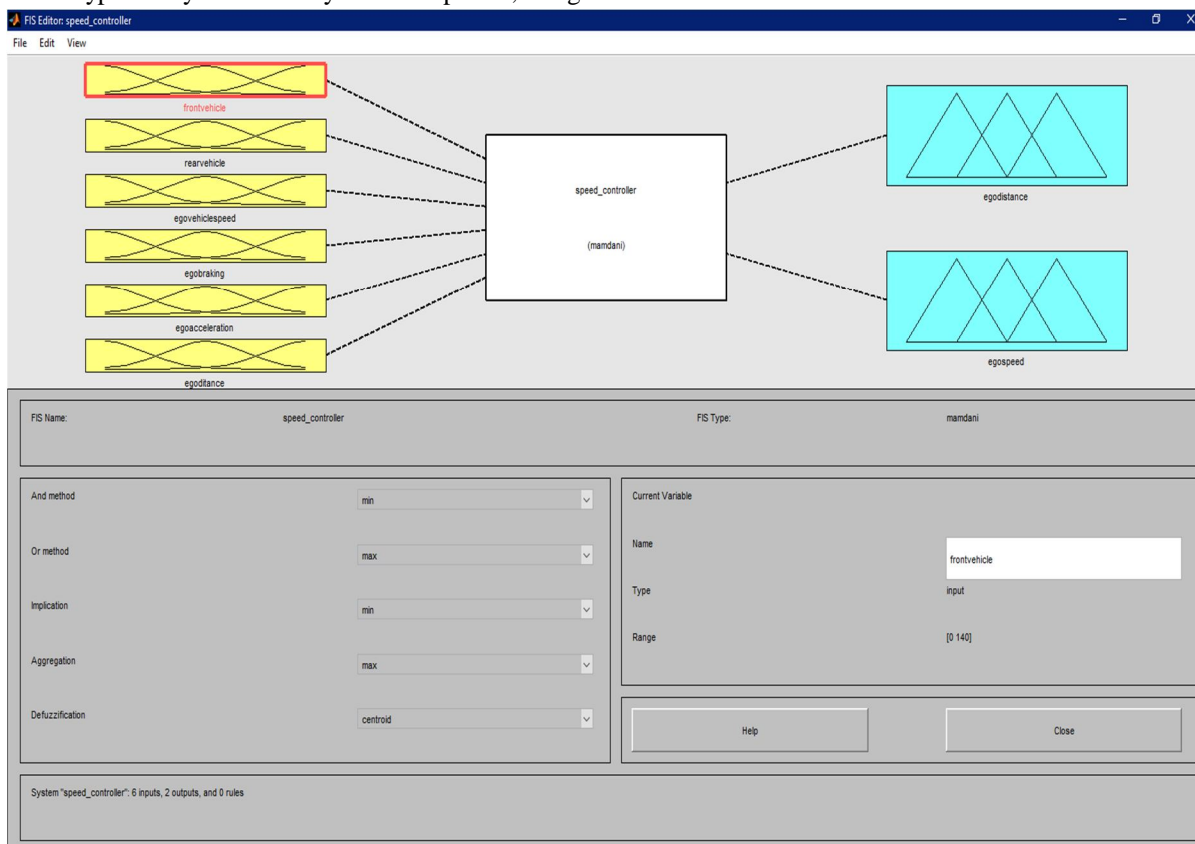 FIS Editor: speed_controller
File Edit View
frontvehicle
rearvehicle
egovehiclespeed
egobraking
egoacceleration
egoditance
speed_controller
(mamdani)
egodistance
egospeed
FIS Name: speed_controller FIS Type: mamdani
And method min
Or method max
Implication min
Aggregation max
Defuzzification centroid
Current Variable
Name frontvehicle
Type input
Range [0 140]
Help Close
System "speed_controller": 6 inputs, 2 outputs, and 0 rules